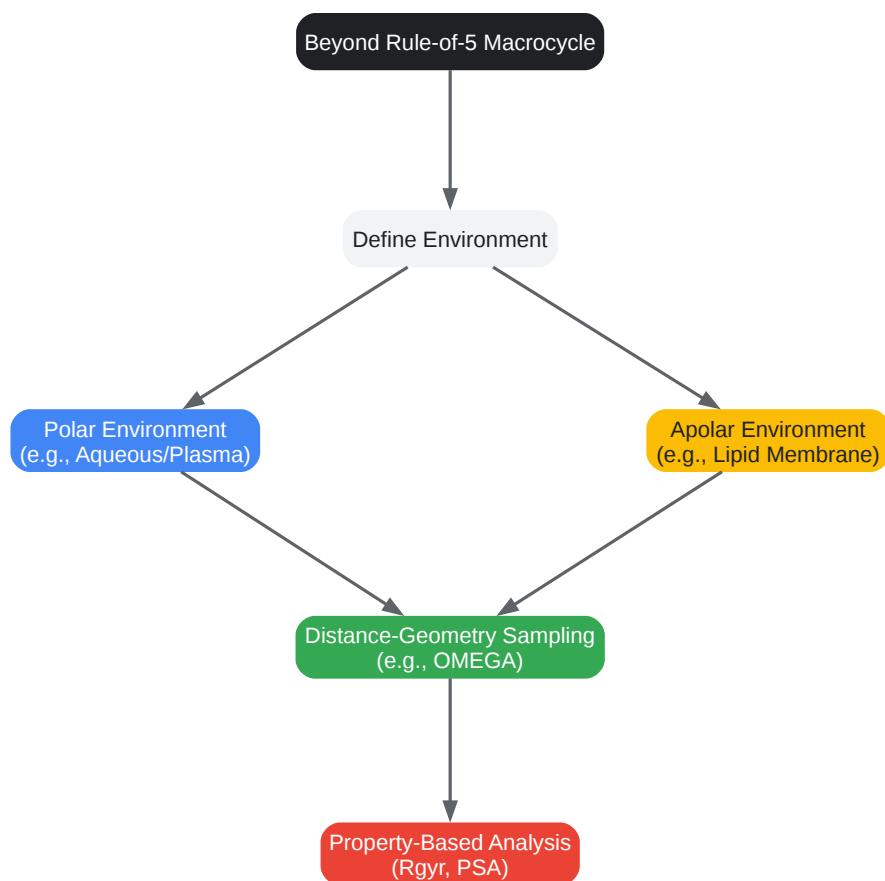 Beyond Rule-of-5 Macrocycle
Define Environment
Polar Environment
(e.g., Aqueous/Plasma)
Apolar Environment
(e.g., Lipid Membrane)
Distance-Geometry Sampling
(e.g., OMEGA)
Property-Based Analysis
(Rgyr, PSA)